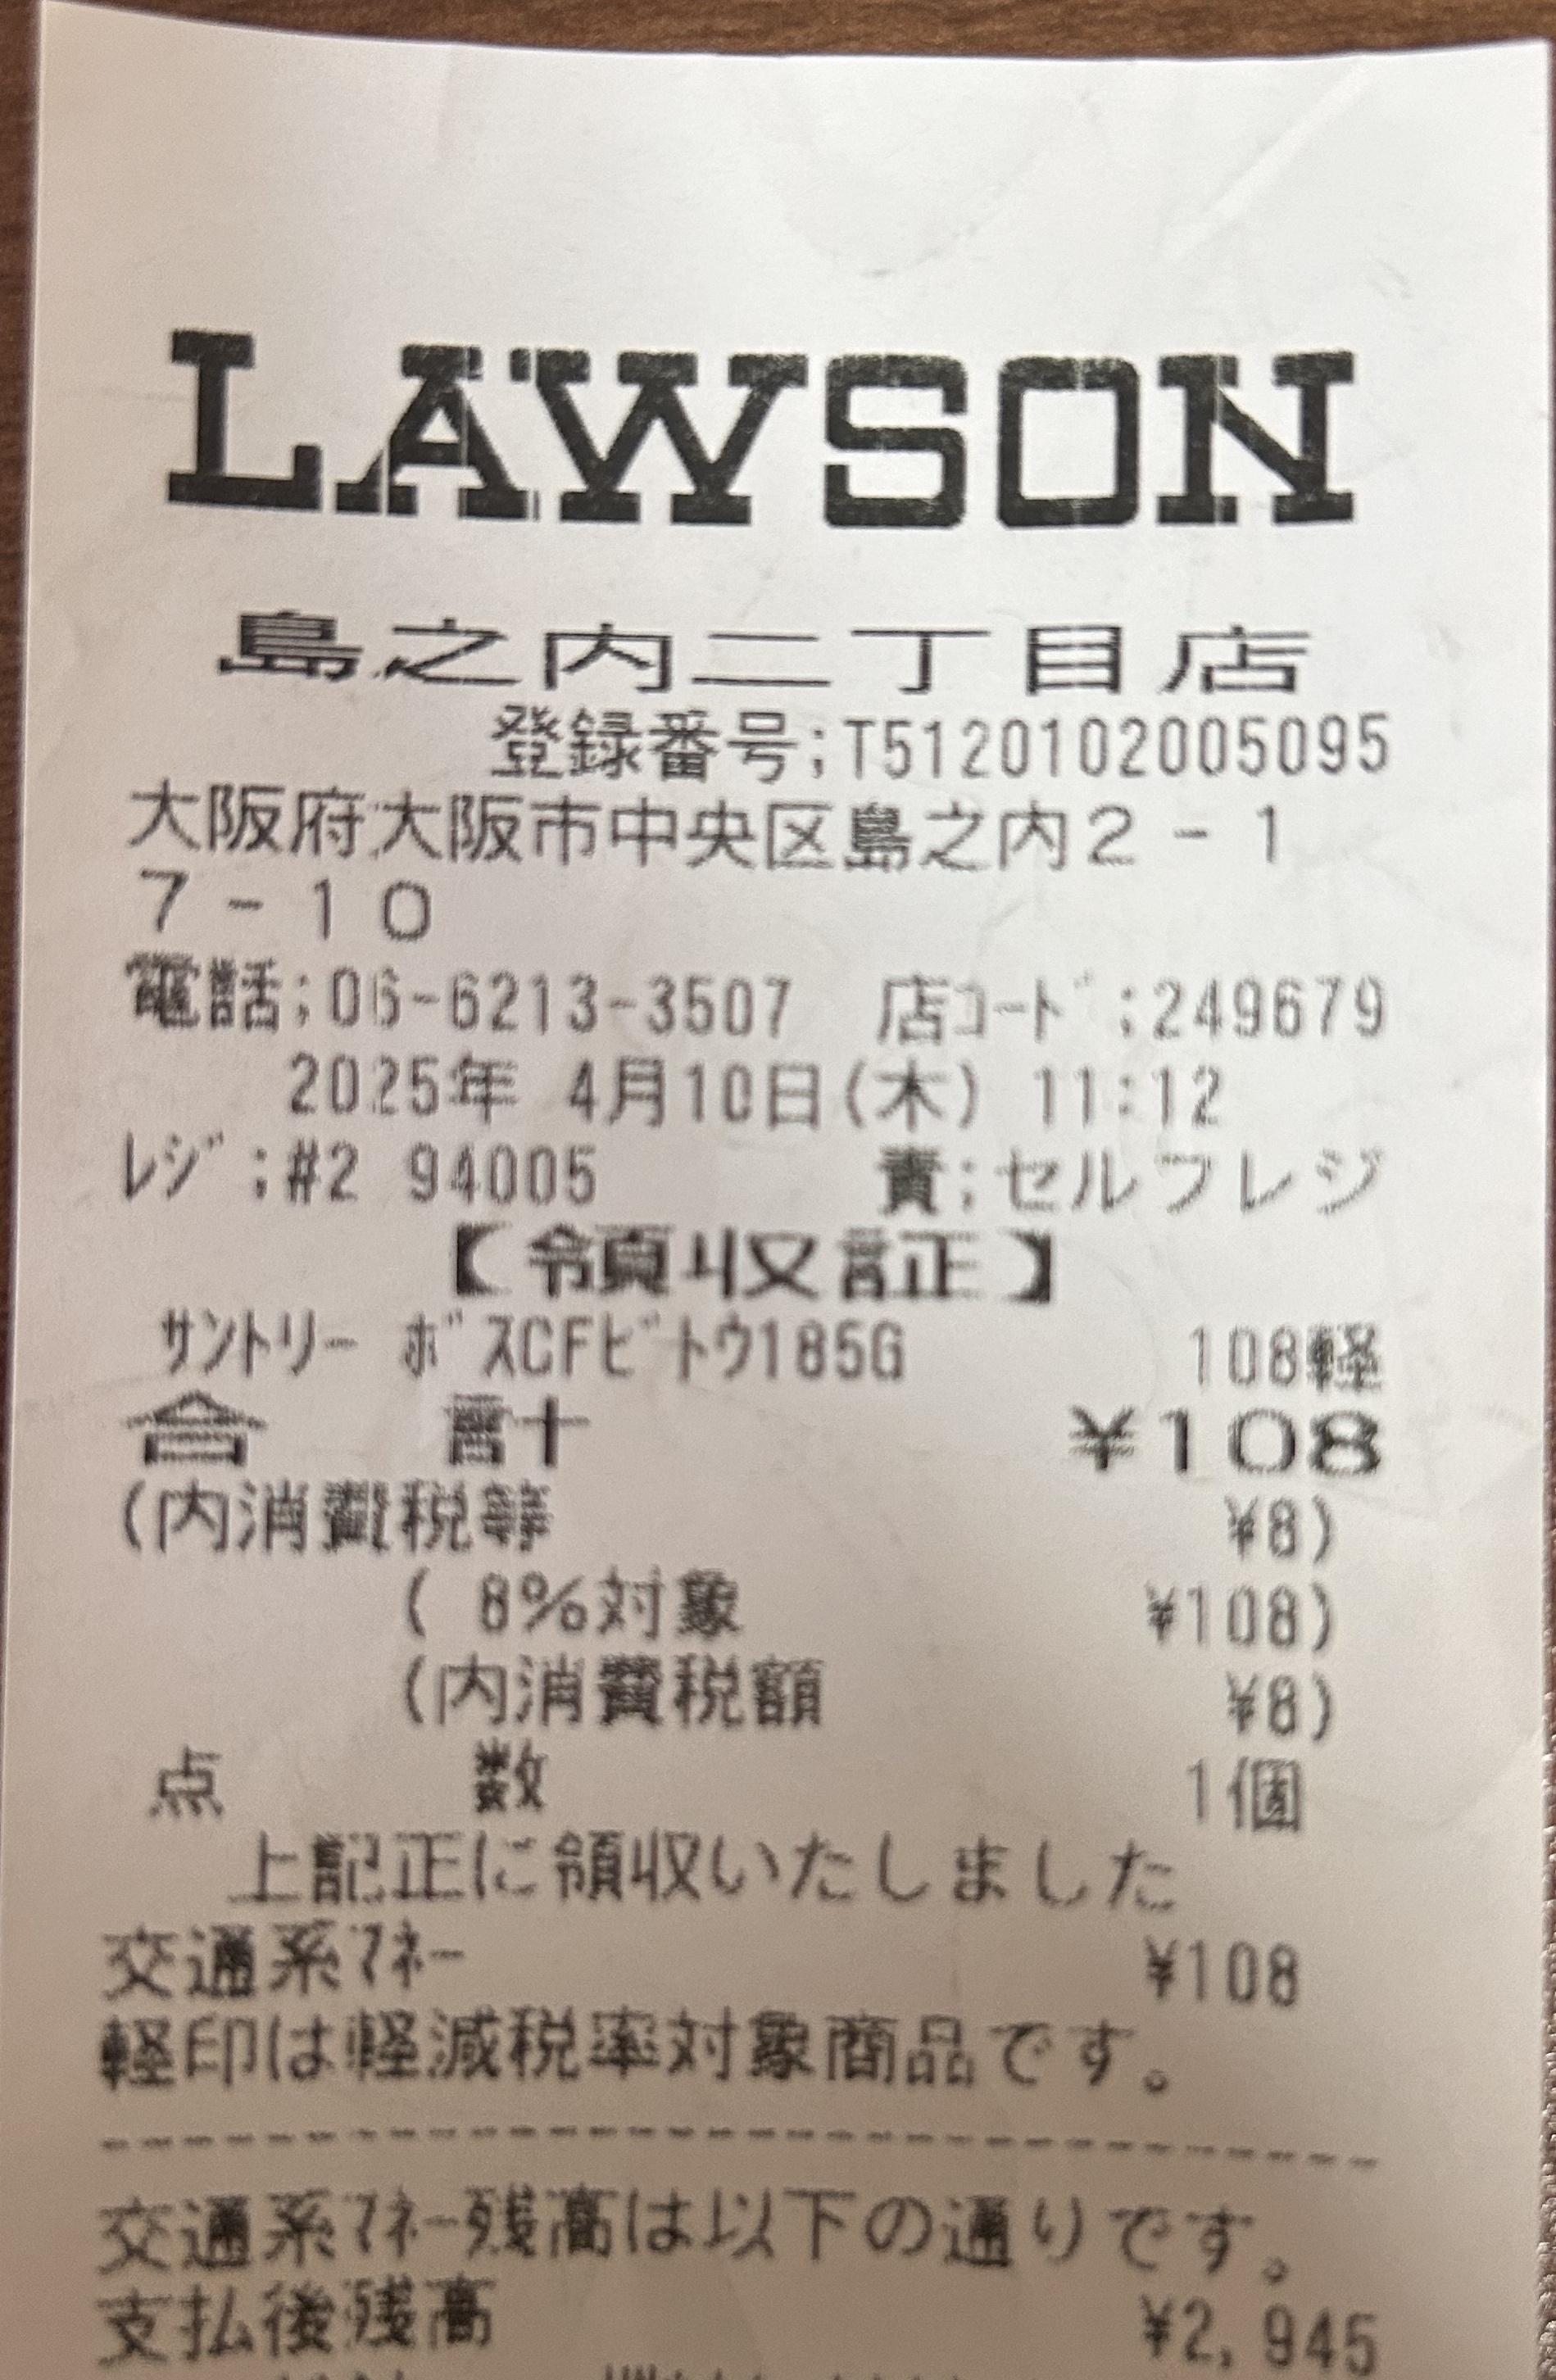 LAWSON
島之内二丁目店
登録番号;T5120102005095
大阪府大阪市中央区島之内2-1
7-10
電話;06-6213-3507 店ｺｰﾄﾞ;249679
2025年 4月10日(木) 11:12
ﾚｼﾞ;#2 94005 責;セルフレジ
【領収証】
ｻﾝﾄﾘｰ ﾎﾞｽCFﾋﾞﾄｳ185G 108軽
合 計 ¥108
(内消費税等 ¥8)
( 8%対象 ¥108)
(内消費税額 ¥8)
点 数 1個
上記正に領収いたしました
交通系ﾏﾈｰ ¥108
軽印は軽減税率対象商品です。
交通系ﾏﾈｰ残高は以下の通りです。
支払後残高 ¥2,945